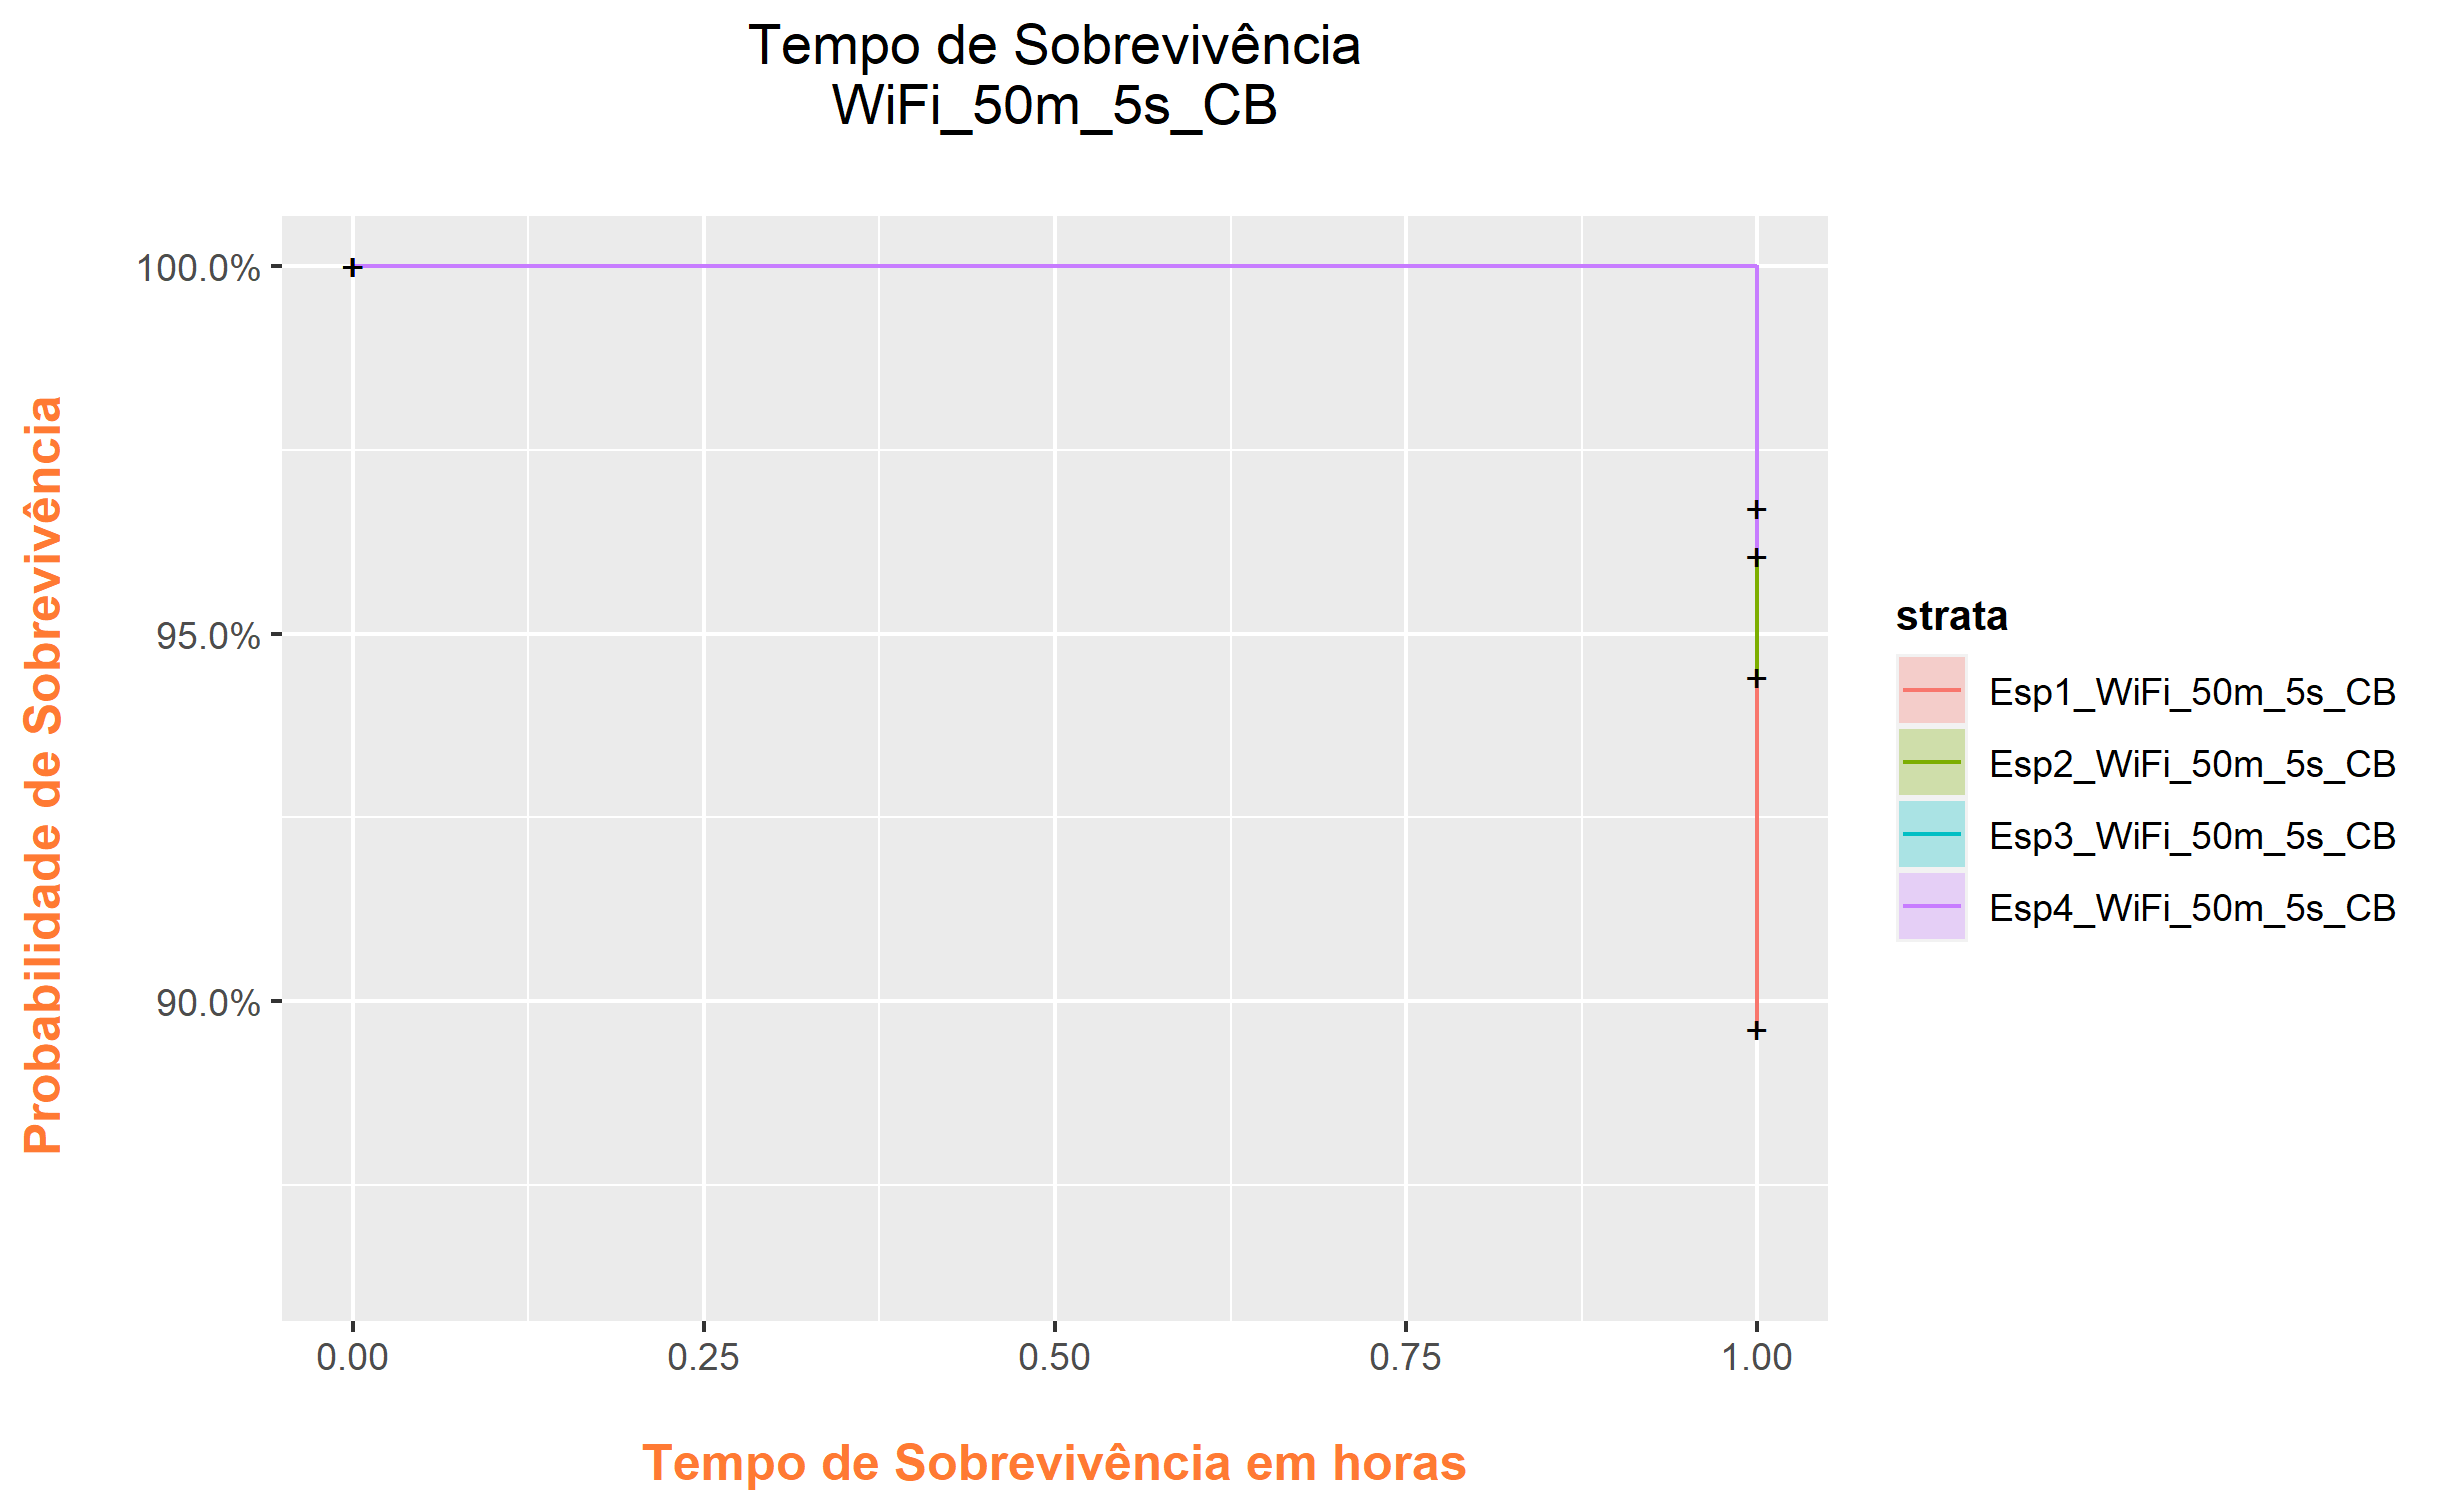 Tempo de Sobrevivência
WiFi_50m_5s_CB
Probabilidade de Sobrevivência
100.0%
95.0%
90.0%
0.00
0.25
0.50
0.75
1.00
Tempo de Sobrevivência em horas
strata
Esp1_WiFi_50m_5s_CB
Esp2_WiFi_50m_5s_CB
Esp3_WiFi_50m_5s_CB
Esp4_WiFi_50m_5s_CB